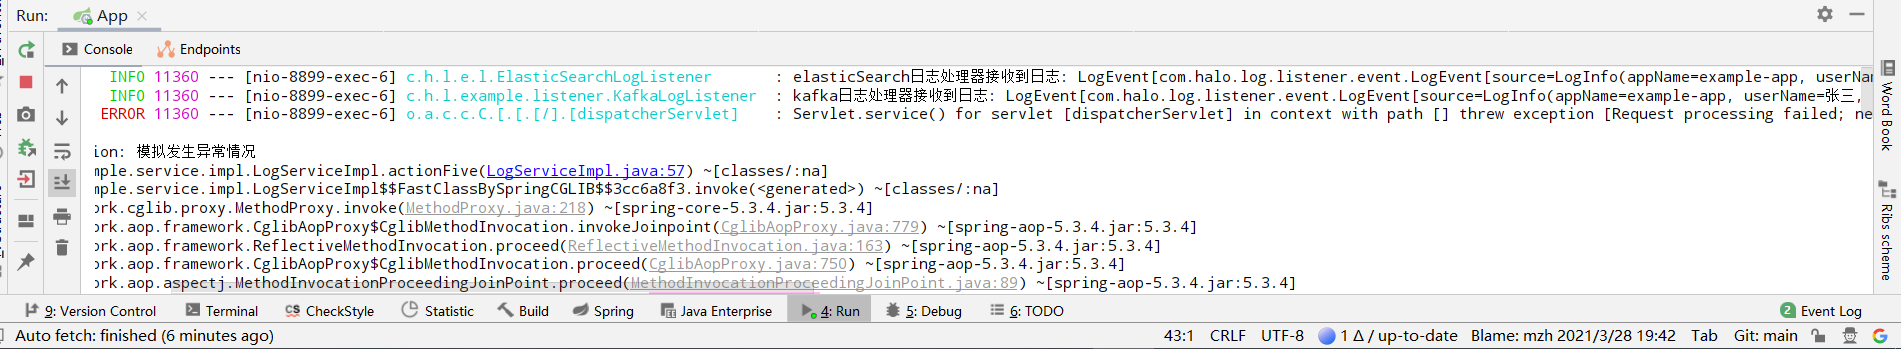 Run: App
Console Endpoints
INFO 11360 --- [nio-8899-exec-6] c.h.l.e.l.ElasticSearchLogListener : elasticSearch日志处理器接收到日志: LogEvent[com.halo.log.listener.event.LogEvent[source=LogInfo(appName=example-app, userNa
INFO 11360 --- [nio-8899-exec-6] c.h.l.example.listener.KafkaLogListener : kafka日志处理器接收到日志: LogEvent[com.halo.log.listener.event.LogEvent[source=LogInfo(appName=example-app, userName=张三,
ERROR 11360 --- [nio-8899-exec-6] o.a.c.c.C.[.[.[/].[dispatcherServlet] : Servlet.service() for servlet [dispatcherServlet] in context with path [] threw exception [Request processing failed; ne
ion: 模拟发生异常情况
mple.service.impl.LogServiceImpl.actionFive(LogServiceImpl.java:57) ~[classes/:na]
mple.service.impl.LogServiceImpl$$FastClassBySpringCGLIB$$3cc6a8f3.invoke(<generated>) ~[classes/:na]
ork.cglib.proxy.MethodProxy.invoke(MethodProxy.java:218) ~[spring-core-5.3.4.jar:5.3.4]
ork.aop.framework.CglibAopProxy$CglibMethodInvocation.invokeJoinpoint(CglibAopProxy.java:779) ~[spring-aop-5.3.4.jar:5.3.4]
ork.aop.framework.ReflectiveMethodInvocation.proceed(ReflectiveMethodInvocation.java:163) ~[spring-aop-5.3.4.jar:5.3.4]
ork.aop.framework.CglibAopProxy$CglibMethodInvocation.proceed(CglibAopProxy.java:750) ~[spring-aop-5.3.4.jar:5.3.4]
ork.aop.aspectj.MethodInvocationProceedingJoinPoint.proceed(MethodInvocationProceedingJoinPoint.java:89) ~[spring-aop-5.3.4.jar:5.3.4]
Word Book
Ribs scheme
9: Version Control Terminal CheckStyle Statistic Build Spring Java Enterprise 4: Run 5: Debug 6: TODO 2 Event Log
Auto fetch: finished (6 minutes ago) 43:1 CRLF UTF-8 1 Δ / up-to-date Blame: mzh 2021/3/28 19:42 Tab Git: main